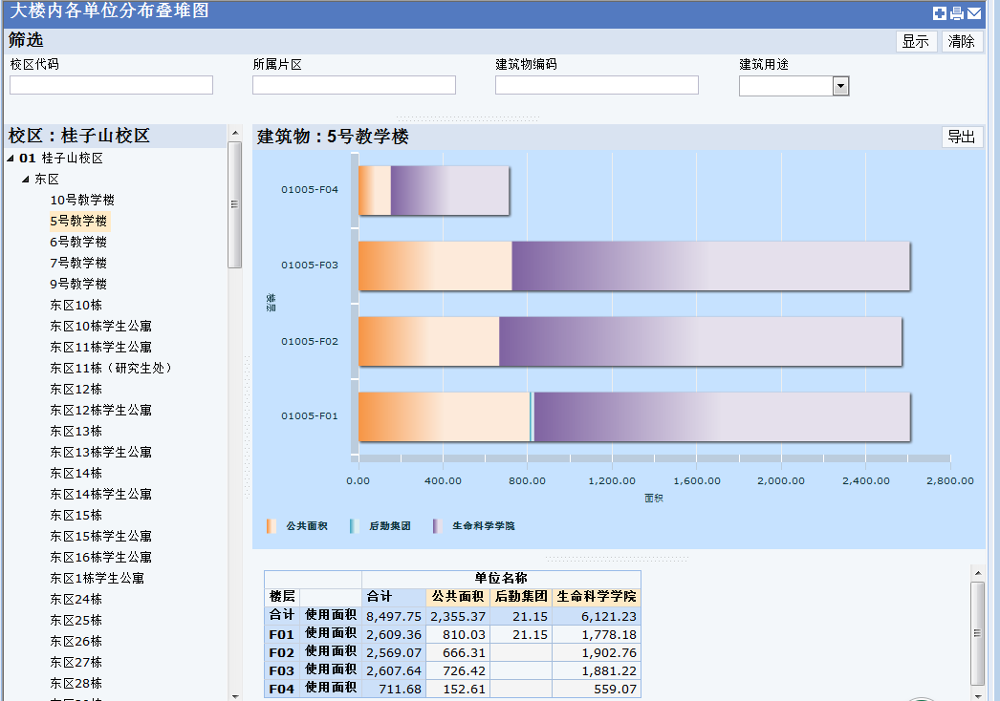 大楼内各单位分布叠堆图
筛选
显示 清除
校区代码 所属片区 建筑物编码 建筑用途
校区：桂子山校区
01 桂子山校区
东区
10号教学楼
5号教学楼
6号教学楼
7号教学楼
9号教学楼
东区10栋
东区10栋学生公寓
东区11栋学生公寓
东区11栋（研究生处）
东区12栋
东区12栋学生公寓
东区13栋
东区13栋学生公寓
东区14栋
东区14栋学生公寓
东区15栋
东区15栋学生公寓
东区16栋学生公寓
东区1栋学生公寓
东区24栋
东区25栋
东区26栋
东区27栋
东区28栋
建筑物：5号教学楼
导出
01005-F04
01005-F03
楼层
01005-F02
01005-F01
0.00 400.00 800.00 1,200.00 1,600.00 2,000.00 2,400.00 2,800.00
面积
公共面积 后勤集团 生命科学学院
单位名称
楼层 合计 公共面积 后勤集团 生命科学学院
合计 使用面积 8,497.75 2,355.37 21.15 6,121.23
F01 使用面积 2,609.36 810.03 21.15 1,778.18
F02 使用面积 2,569.07 666.31 1,902.76
F03 使用面积 2,607.64 726.42 1,881.22
F04 使用面积 711.68 152.61 559.07